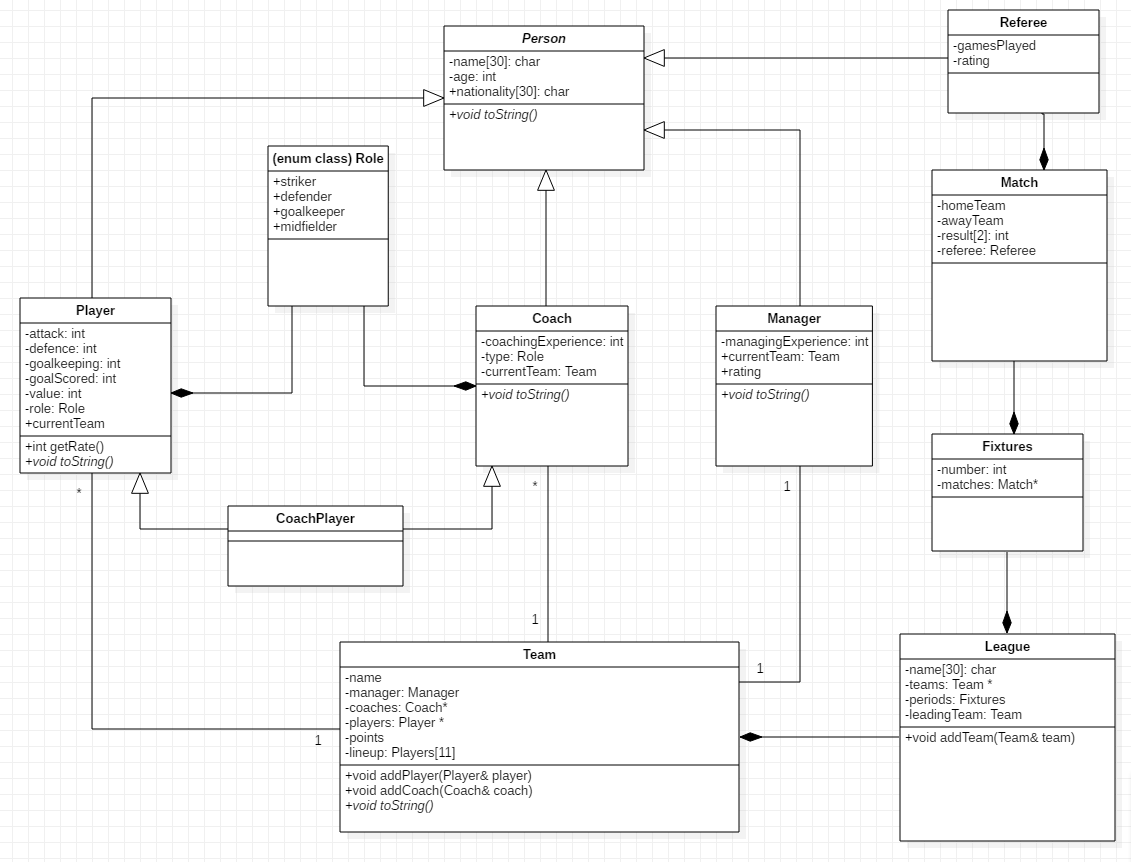 Person
-name[30]: char
-age: int
+nationality[30]: char
+void toString()
Referee
-gamesPlayed
-rating
(enum class) Role
+striker
+defender
+goalkeeper
+midfielder
Match
-homeTeam
-awayTeam
-result[2]: int
-referee: Referee
Player
-attack: int
-defence: int
-goalkeeping: int
-goalScored: int
-value: int
-role: Role
+currentTeam
+int getRate()
+void toString()
Coach
-coachingExperience: int
-type: Role
-currentTeam: Team
+void toString()
Manager
-managingExperience: int
+currentTeam: Team
+rating
+void toString()
Fixtures
-number: int
-matches: Match*
*
*
1
CoachPlayer
1
1
1
Team
-name
-manager: Manager
-coaches: Coach*
-players: Player *
-points
-lineup: Players[11]
+void addPlayer(Player& player)
+void addCoach(Coach& coach)
+void toString()
League
-name[30]: char
-teams: Team *
-periods: Fixtures
-leadingTeam: Team
+void addTeam(Team& team)